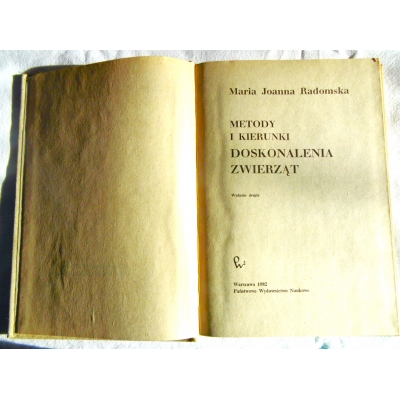 Maria Joanna Radomska
METODY
I KIERUNKI
DOSKONALENIA
ZWIERZĄT
Wydanie drugie
Warszawa 1982
Państwowe Wydawnictwo Naukowe